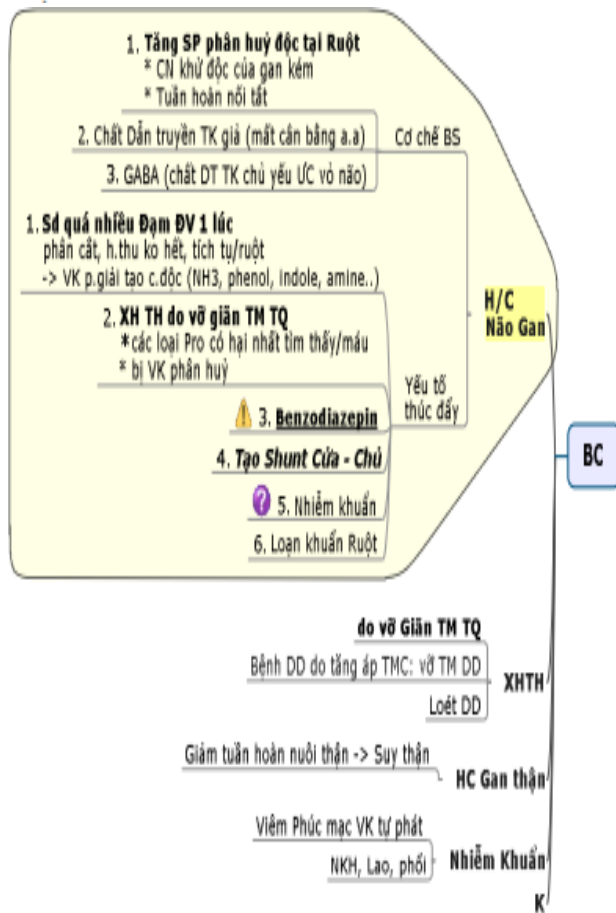 1. Tăng SP phân huỷ độc tại Ruột
* CN khử độc của gan kém
* Tuần hoàn nối tắt
2. Chất Dẫn truyền TK giả (mất cân bằng a.a)
3. GABA (chất DT TK chủ yếu ƯC vỏ não)
Cơ chế BS
1. Sd quá nhiều Đạm ĐV 1 lúc
phân cắt, h.thu ko hết, tích tụ/ruột
-> VK p.giải tạo c.độc (NH3, phenol, indole, amine..)
2. XH TH do vỡ giãn TM TQ
*các loại Pro có hại nhất tìm thấy/máu
* bị VK phân huỷ
3. Benzodiazepin
4. Tạo Shunt Cửa - Chủ
5. Nhiễm khuẩn
6. Loạn khuẩn Ruột
Yếu tố
thúc đẩy
H/C
Não Gan
BC
do vỡ Giãn TM TQ
Bệnh DD do tăng áp TMC: vỡ TM DD
Loét DD
XHTH
Giảm tuần hoàn nuôi thận -> Suy thận
HC Gan thận
Viêm Phúc mạc VK tự phát
NKH, Lao, phổi
Nhiễm Khuẩn
K